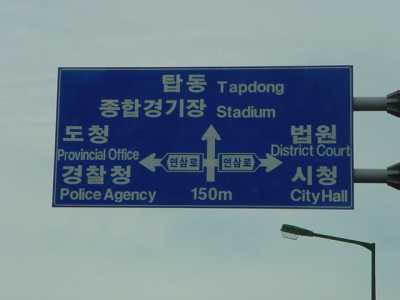 탑동 Tapdong
종합경기장 Stadium
도청 법원
Provincial Office District Court
연삼로 연삼로
경찰청 시청
Police Agency 150m City Hall